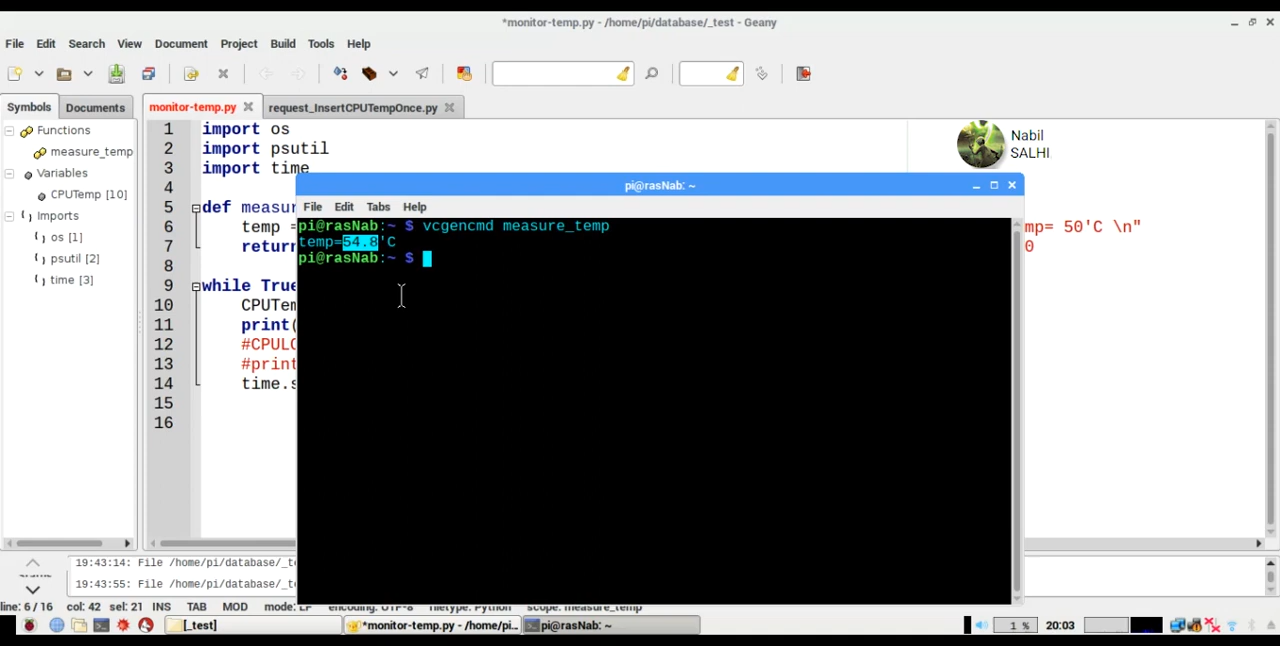 *monitor-temp.py - /home/pi/database/_test - Geany
File Edit Search View Document Project Build Tools Help
Symbols Documents
monitor-temp.py request_InsertCPUTempOnce.py
Functions
measure_temp
Variables
CPUTemp [10]
Imports
os [1]
psutil [2]
time [3]
1 import os
2 import psutil
3 import time
4
5 def measur
6 temp = mp= 50'C \n"
7 return 0
8
9 while True
10 CPUTem
11 print(
12 #CPULO
13 #print
14 time.s
15
16
Nabil
SALHI
pi@rasNab: ~
File Edit Tabs Help
pi@rasNab:~ $ vcgencmd measure_temp
temp=54.8'C
pi@rasNab:~ $
19:43:14: File /home/pi/database/_te
19:43:55: File /home/pi/database/_te
line: 6 / 16 col: 42 sel: 21 INS TAB MOD mode: LF encoding: UTF-8 filetype: Python scope: measure_temp
[_test] *monitor-temp.py - /home/pi... pi@rasNab: ~ 1 % 20:03